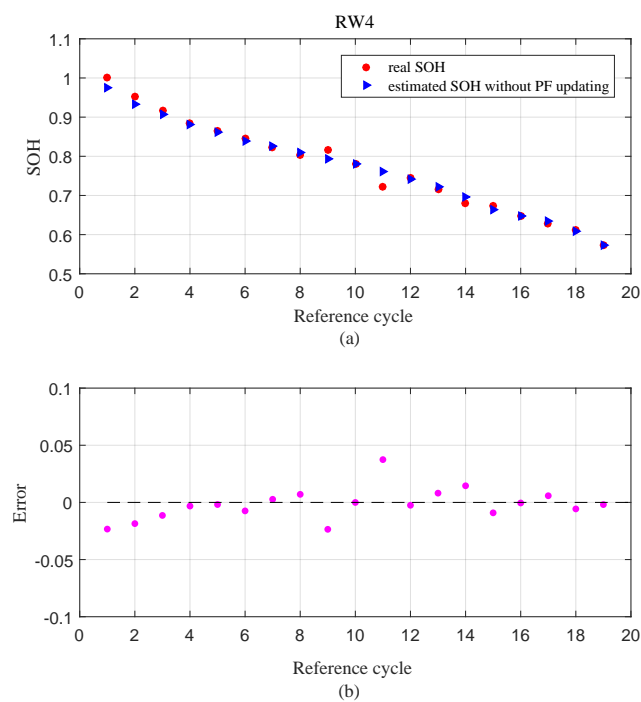 RW4
1.1
1
0.9
0.8
0.7
0.6
0.5
SOH
real SOH
estimated SOH without PF updating
0 2 4 6 8 10 12 14 16 18 20
Reference cycle
(a)
0.1
0.05
0
-0.05
-0.1
Error
0 2 4 6 8 10 12 14 16 18 20
Reference cycle
(b)